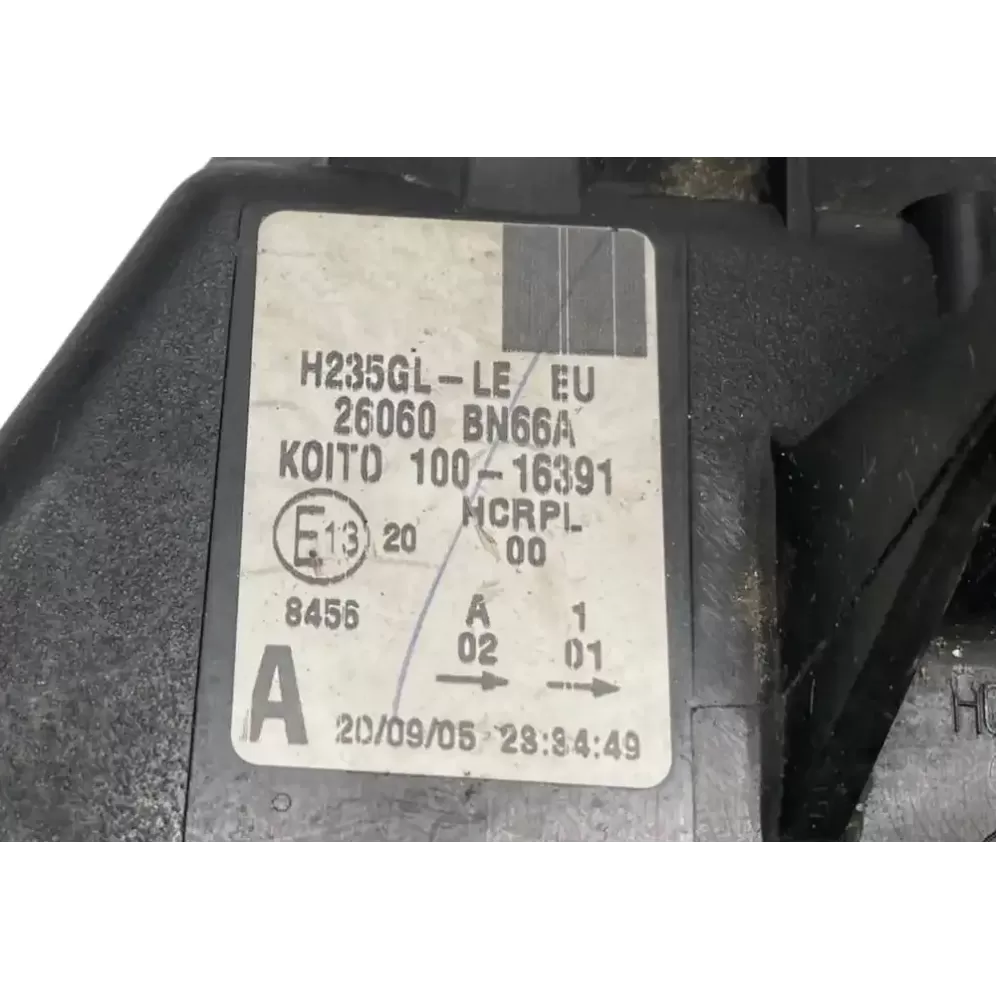 H235GL-LE EU
26060 BN66A
KOITO 100-16391
E13 20 HCRPL
00
8456 A 1
02 01
A 20/09/05 23:34:49